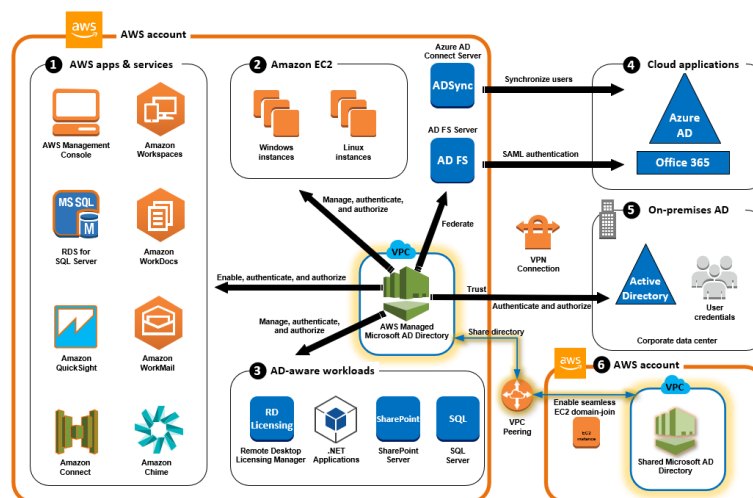 aws
AWS account
1 AWS apps & services
AWS Management
Console
Amazon
Workspaces
MS SQL
M
RDS for
SQL Server
Amazon
WorkDocs
Amazon
QuickSight
Amazon
WorkMail
Amazon
Connect
Amazon
Chime
2 Amazon EC2
Windows
instances
Linux
instances
Azure AD
Connect Server
ADSync
AD FS Server
AD FS
Synchronize users
SAML authentication
4 Cloud applications
Azure
AD
Office 365
Manage, authenticate,
and authorize
Federate
VPC
Enable, authenticate, and authorize
AWS Managed
Microsoft AD Directory
Manage, authenticate,
and authorize
VPN
Connection
Trust
Authenticate and authorize
5 On-premises AD
Active
Directory
User
credentials
Corporate data center
3 AD-aware workloads
RD
Licensing
Remote Desktop
Licensing Manager
.NET
Applications
SharePoint
SharePoint
Server
SQL
SQL
Server
Share directory
VPC
Peering
aws
6 AWS account
Enable seamless
EC2 domain-join
EC2
instance
VPC
Shared Microsoft AD
Directory